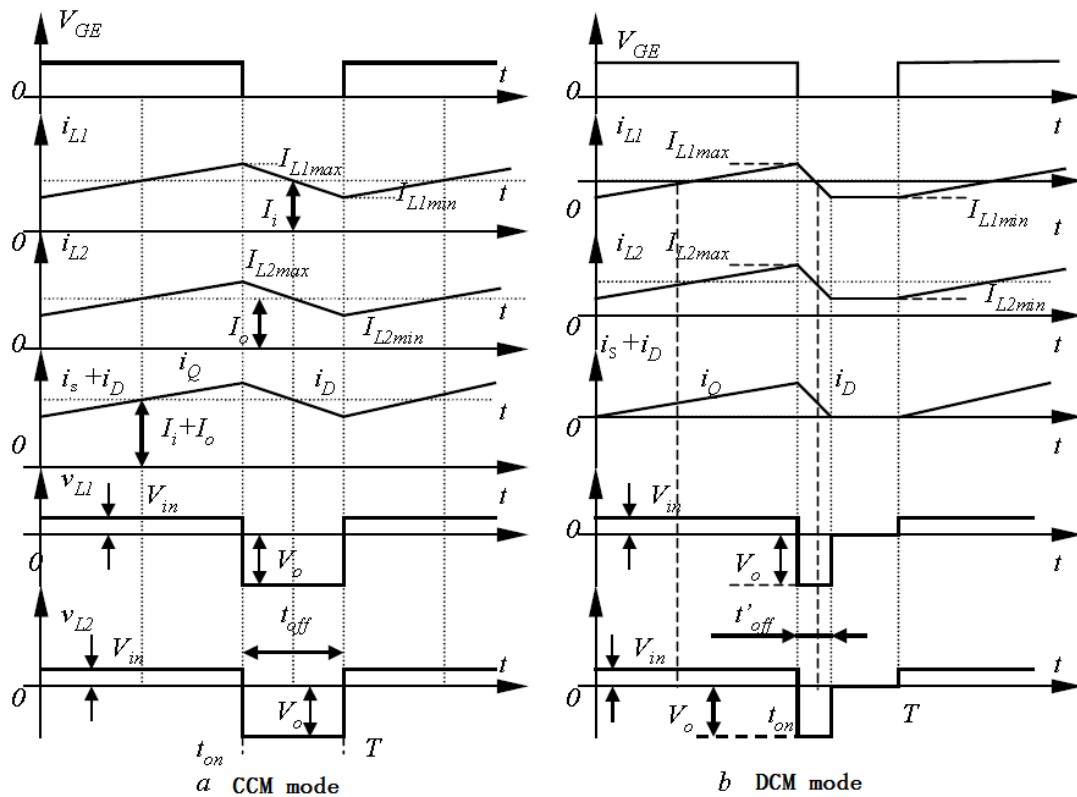 V_GE
0
t
i_L1
I_L1max
t
I_i
I_L1min
0
i_L2
I_L2max
t
I_o
I_L2min
0
i_Q
i_s + i_D
i_D
t
I_i + I_o
0
v_L1
V_in
t
0
V_o
v_L2
t_off
V_in
t
0
V_o
t_on
T
a CCM mode
V_GE
0
t
i_L1
I_L1max
0
I_L1min
t
i_L2
I_L2max
I_L2min
0
t
i_S + i_D
i_Q
i_D
0
t
V_in
0
V_o
t
t'_off
V_in
0
t
V_o
t_on
T
b DCM mode